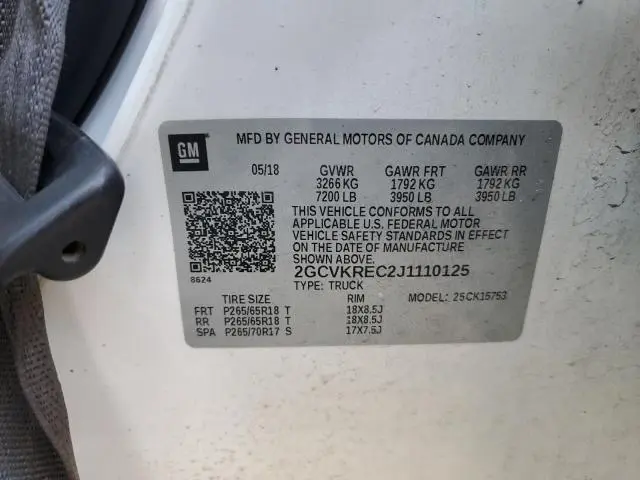 GM
MFD BY GENERAL MOTORS OF CANADA COMPANY
05/18 GVWR GAWR FRT GAWR RR
3266 KG 1792 KG 1792 KG
7200 LB 3950 LB 3950 LB
THIS VEHICLE CONFORMS TO ALL
APPLICABLE U.S. FEDERAL MOTOR
VEHICLE SAFETY STANDARDS IN EFFECT
ON THE DATE OF MANUFACTURE
SHOWN ABOVE.
8624
2GCVKREC2J1110125
TYPE: TRUCK MODEL: 25CK15753
TIRE SIZE RIM
FRT P265/65R18 T 18X8.5J
RR P265/65R18 T 18X8.5J
SPA P265/70R17 S 17X7.5J